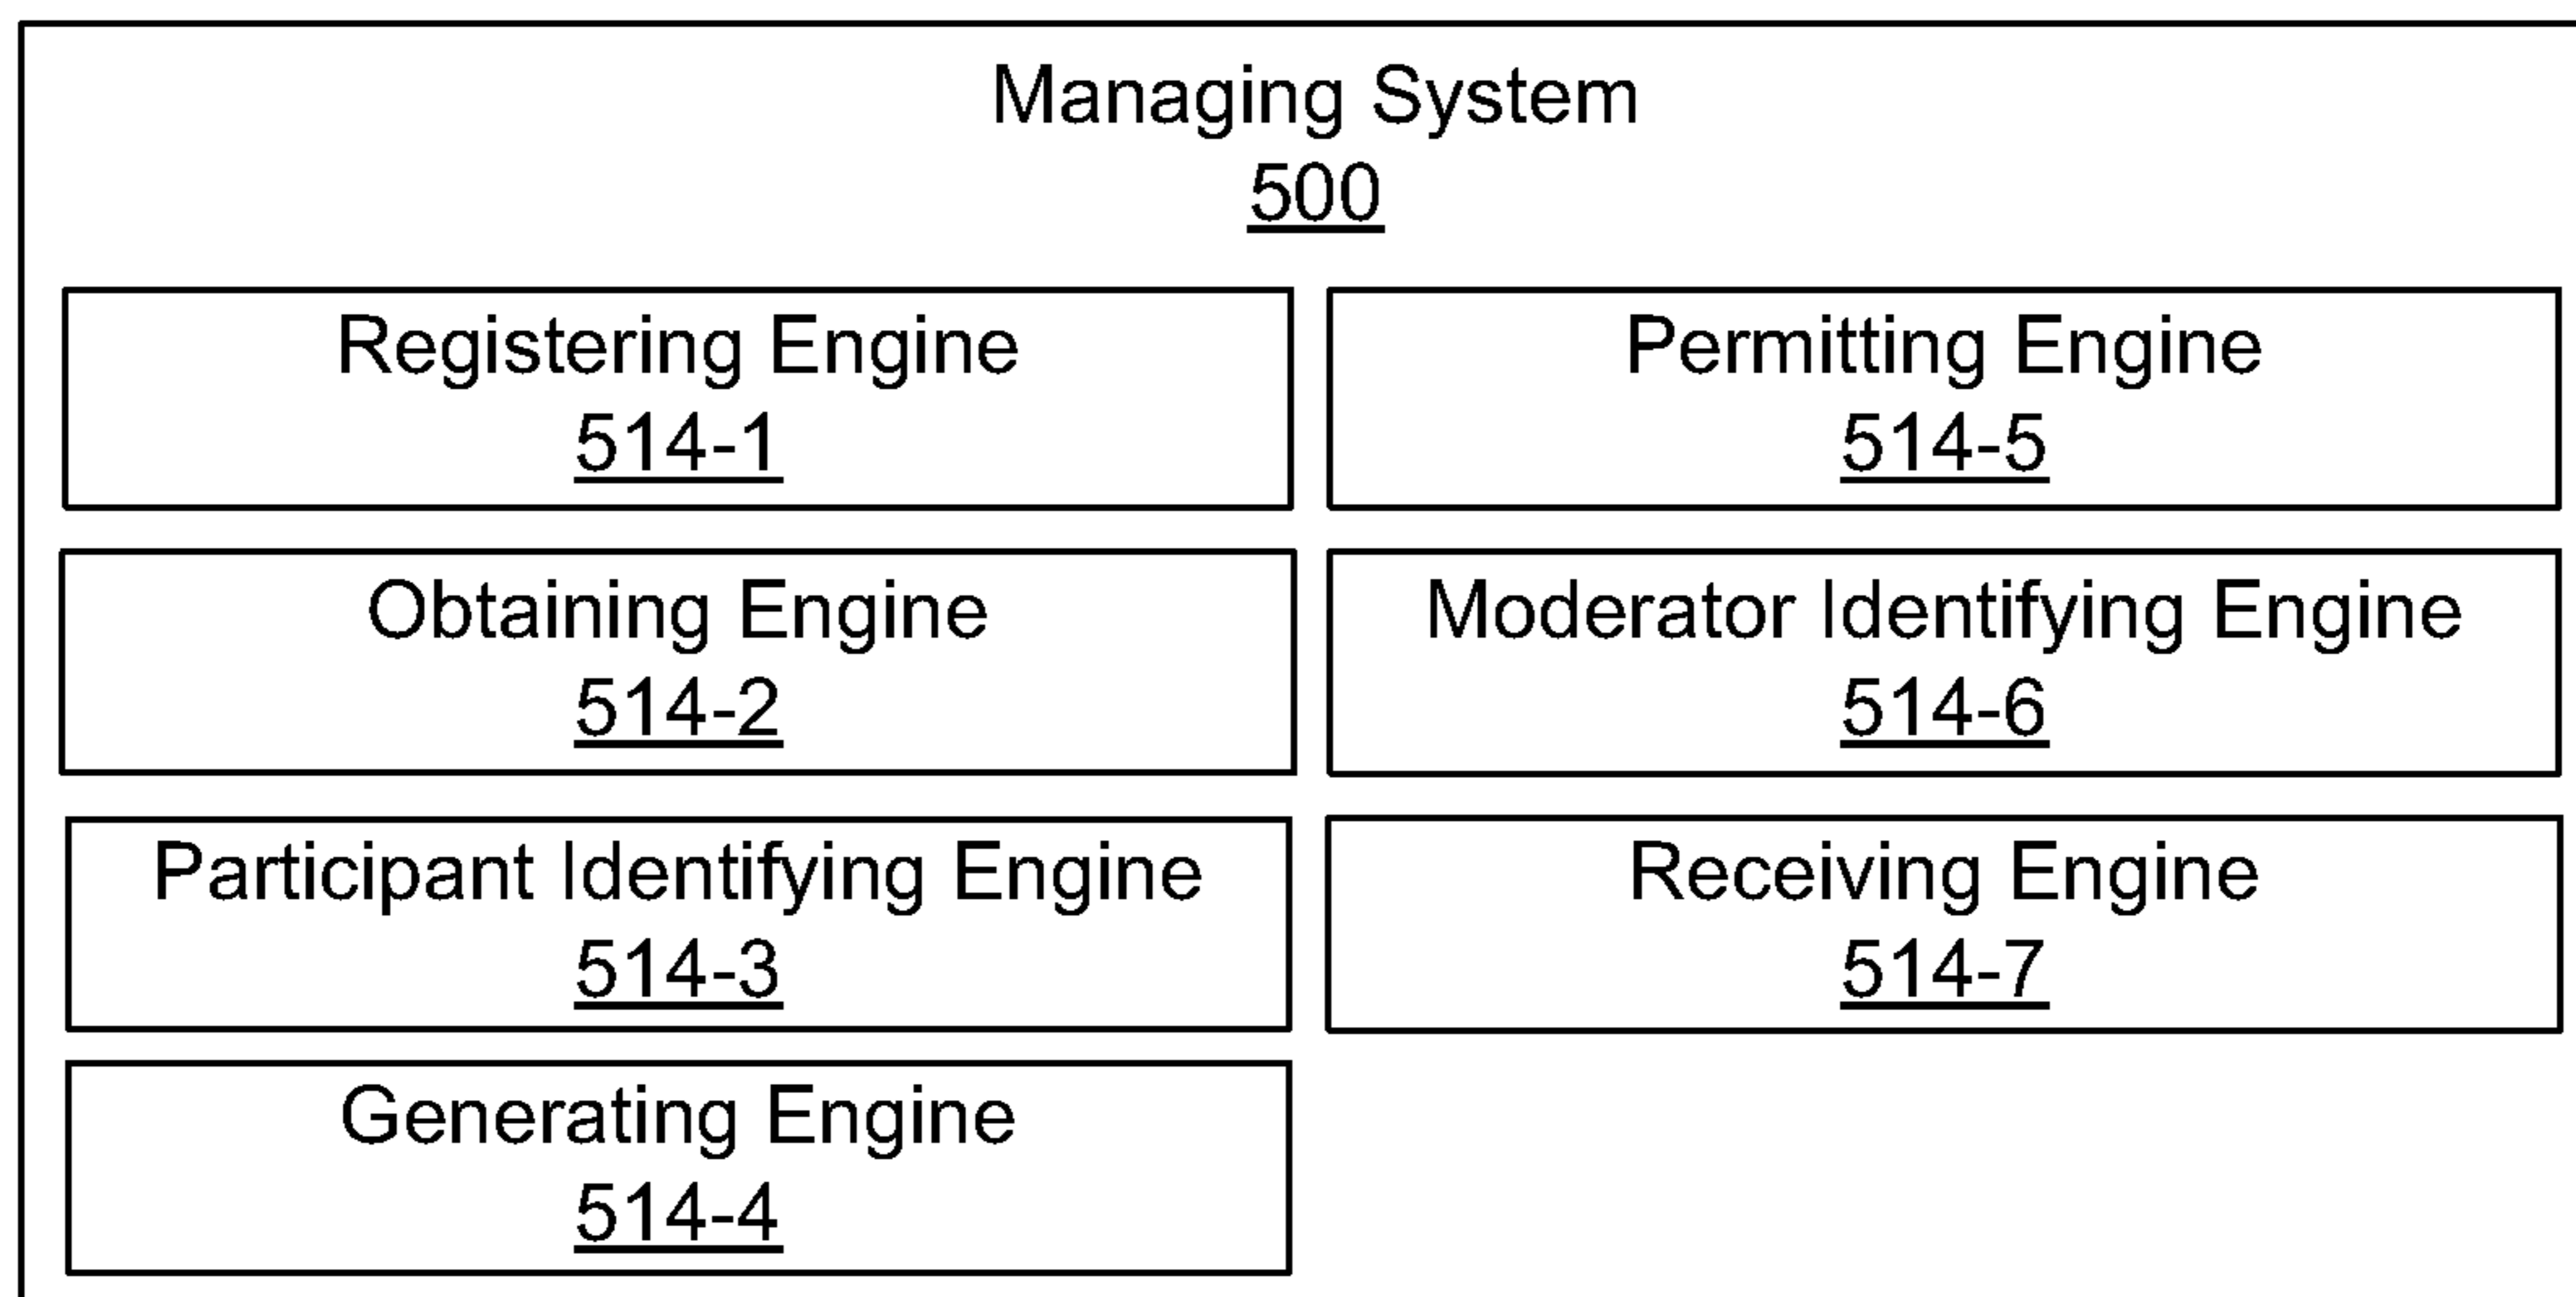 Managing System
500
Registering Engine
514-1
Permitting Engine
514-5
Obtaining Engine
514-2
Moderator Identifying Engine
514-6
Participant Identifying Engine
514-3
Receiving Engine
514-7
Generating Engine
514-4